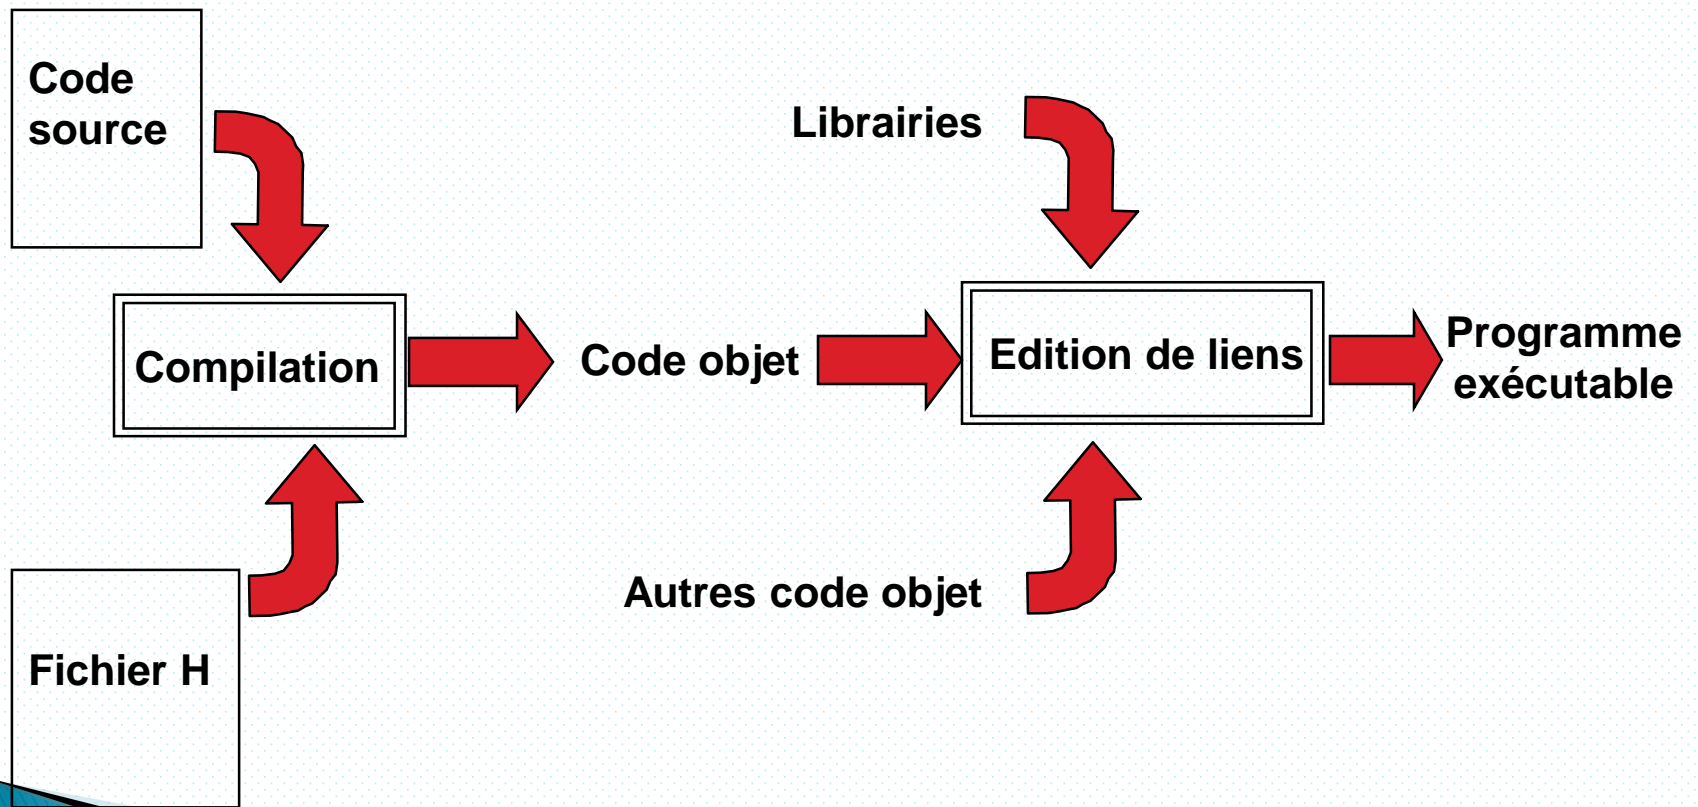 Code
source
Librairies
Compilation
Code objet
Edition de liens
Programme
exécutable
Autres code objet
Fichier H